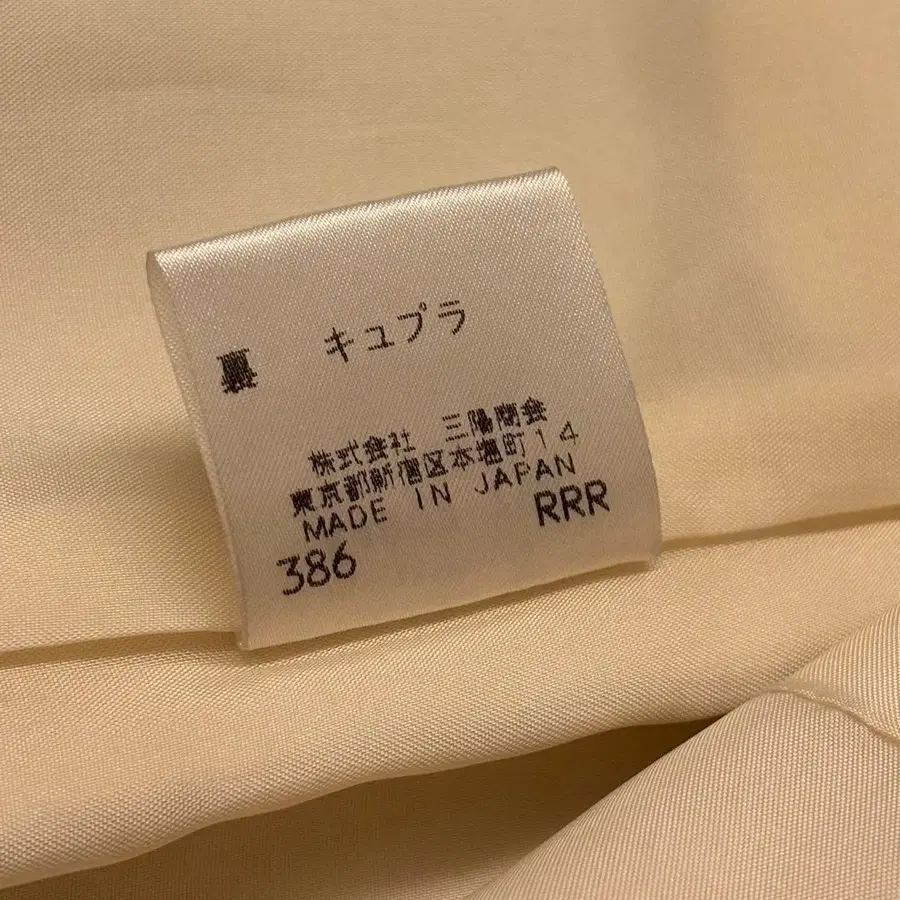 裏 キュプラ
株式会社 三陽商会
東京都新宿区本塩町14
MADE IN JAPAN
386 RRR